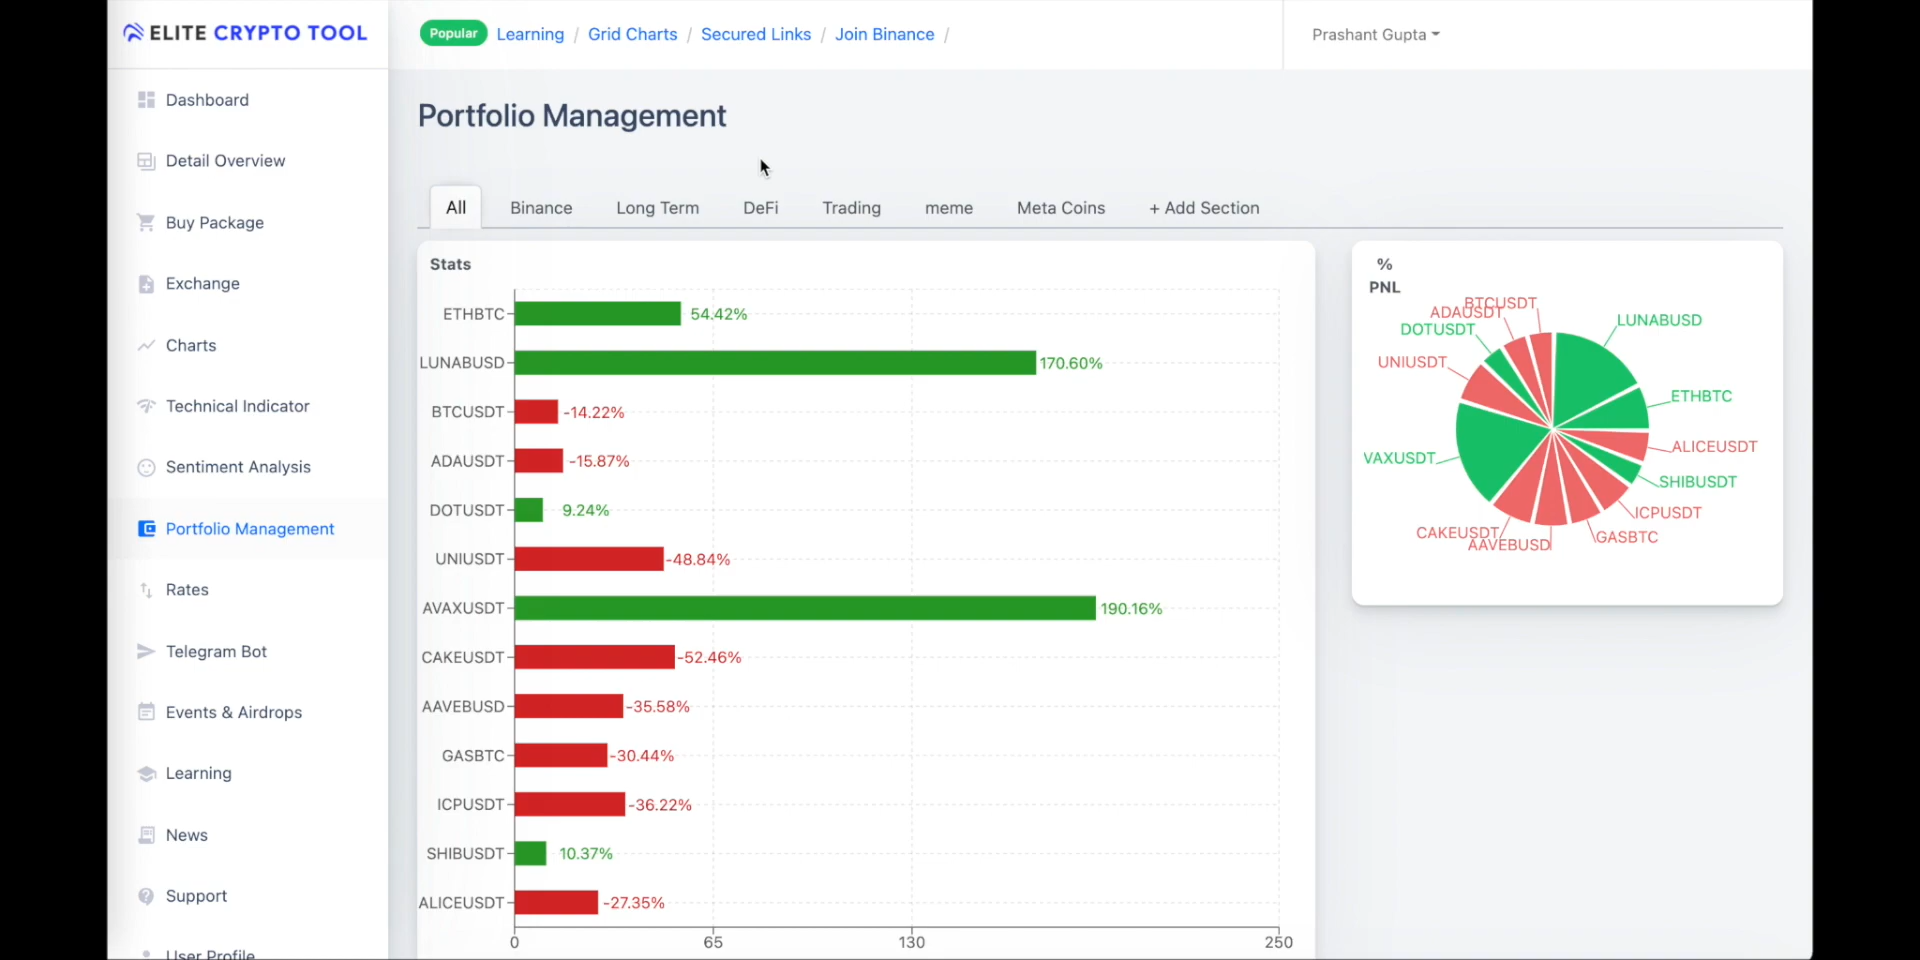 ELITE CRYPTO TOOL
Popular Learning / Grid Charts / Secured Links / Join Binance /
Prashant Gupta
Dashboard
Detail Overview
Buy Package
Exchange
Charts
Technical Indicator
Sentiment Analysis
Portfolio Management
Rates
Telegram Bot
Events & Airdrops
Learning
News
Support
User Profile
Portfolio Management
All Binance Long Term DeFi Trading meme Meta Coins + Add Section
Stats
ETHBTC 54.42%
LUNABUSD 170.60%
BTCUSDT -14.22%
ADAUSDT -15.87%
DOTUSDT 9.24%
UNIUSDT -48.84%
AVAXUSDT 190.16%
CAKEUSDT -52.46%
AAVEBUSD -35.58%
GASBTC -30.44%
ICPUSDT -36.22%
SHIBUSDT 10.37%
ALICEUSDT -27.35%
0 65 130 250
%
PNL
BTCUSDT
ADAUSDT
LUNABUSD
DOTUSDT
UNIUSDT
ETHBTC
ALICEUSDT
VAXUSDT
SHIBUSDT
ICPUSDT
CAKEUSDT
GASBTC
AAVEBUSD